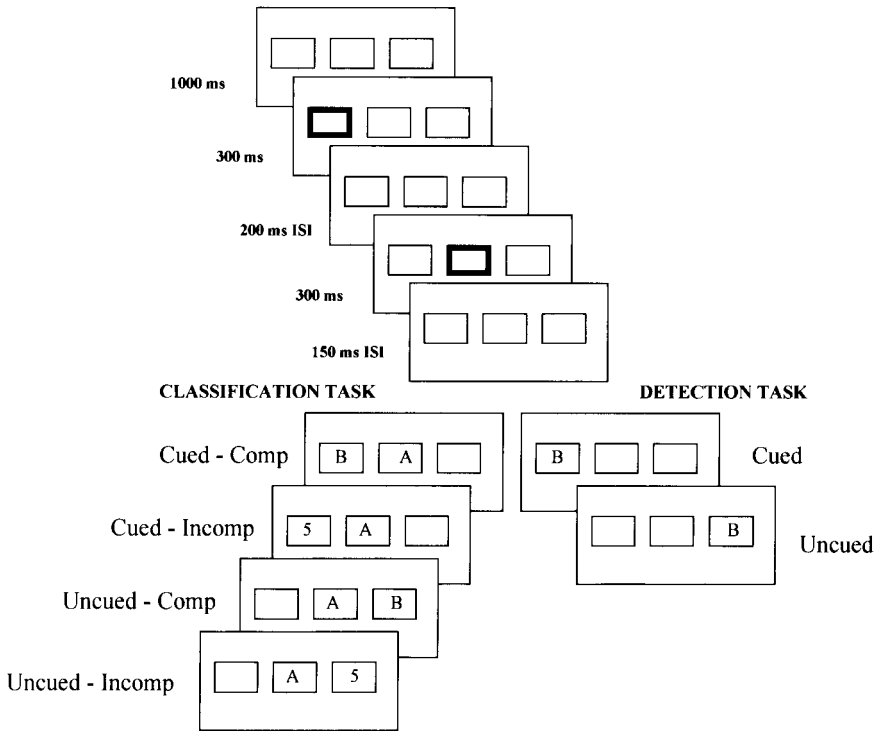 1000 ms
300 ms
200 ms ISI
300 ms
150 ms ISI
CLASSIFICATION TASK
DETECTION TASK
Cued - Comp
B A
B
Cued
Cued - Incomp
5 A
B
Uncued
Uncued - Comp
A B
Uncued - Incomp
A 5